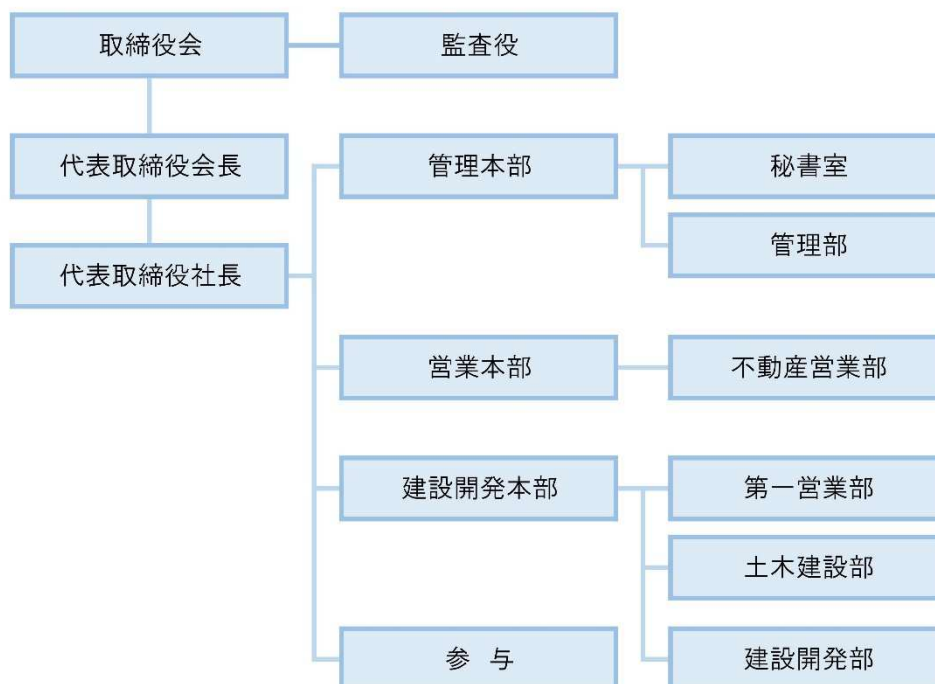 取締役会
監査役
代表取締役会長
管理本部
秘書室
管理部
代表取締役社長
営業本部
不動産営業部
建設開発本部
第一営業部
土木建設部
参 与
建設開発部